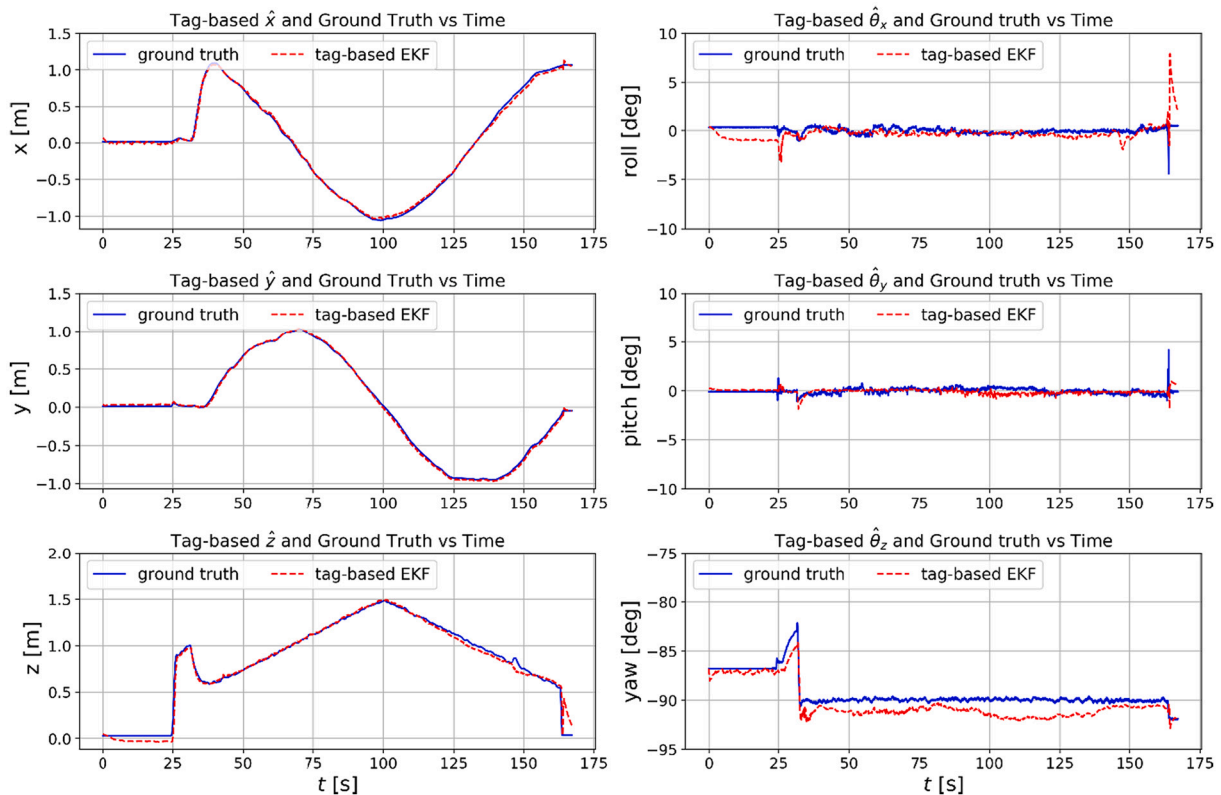 Tag-based x̂ and Ground Truth vs Time
ground truth tag-based EKF
x [m]
1.5
1.0
0.5
0.0
−0.5
−1.0
0 25 50 75 100 125 150 175
Tag-based θ̂x and Ground truth vs Time
ground truth tag-based EKF
roll [deg]
10
5
0
−5
−10
0 25 50 75 100 125 150 175
Tag-based ŷ and Ground Truth vs Time
ground truth tag-based EKF
y [m]
1.5
1.0
0.5
0.0
−0.5
−1.0
0 25 50 75 100 125 150 175
Tag-based θ̂y and Ground truth vs Time
ground truth tag-based EKF
pitch [deg]
10
5
0
−5
−10
0 25 50 75 100 125 150 175
Tag-based ẑ and Ground Truth vs Time
ground truth tag-based EKF
z [m]
2.0
1.5
1.0
0.5
0.0
0 25 50 75 100 125 150 175
t [s]
Tag-based θ̂z and Ground truth vs Time
ground truth tag-based EKF
yaw [deg]
−75
−80
−85
−90
−95
0 25 50 75 100 125 150 175
t [s]